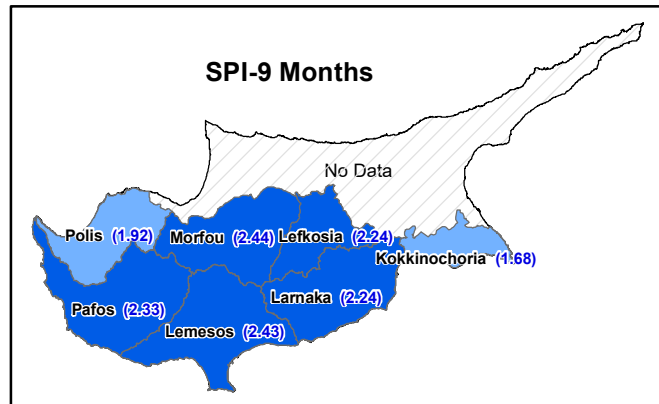 SPI-9 Months
No Data
Polis (1.92)
Morfou (2.44)
Lefkosia (2.24)
Kokkinochoria (1.68)
Pafos (2.33)
Larnaka (2.24)
Lemesos (2.43)